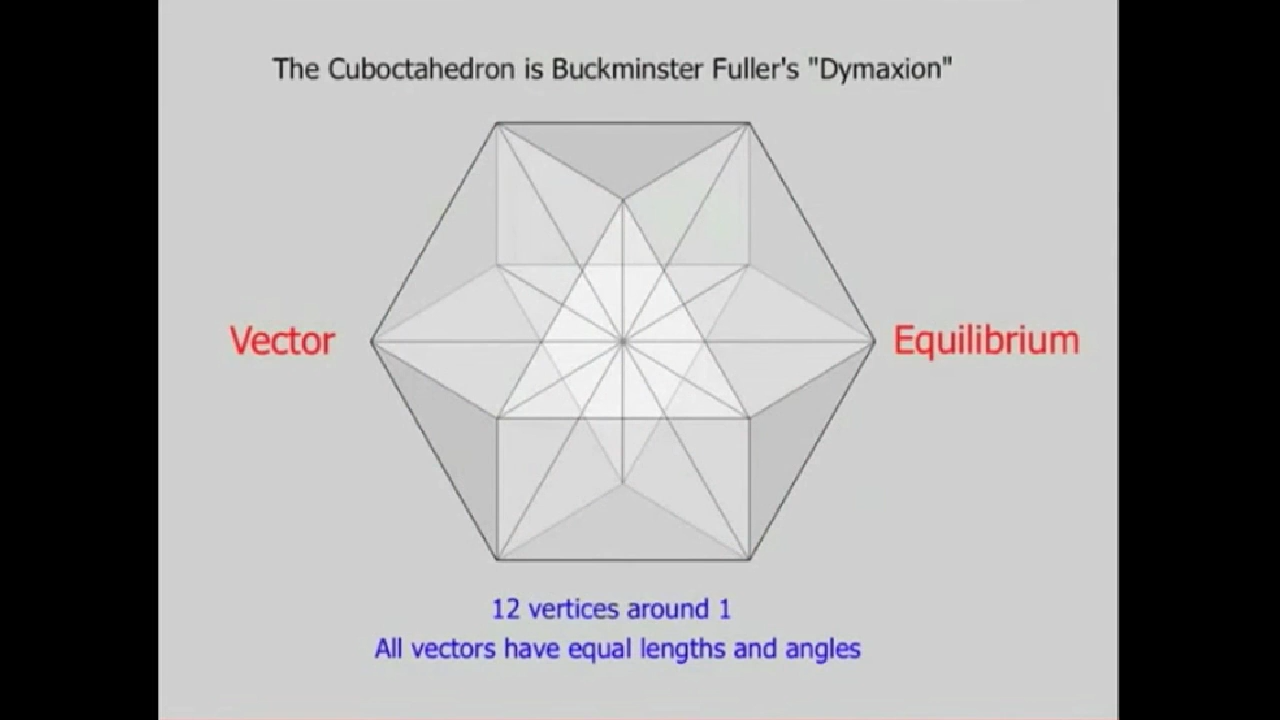 The Cuboctahedron is Buckminster Fuller's "Dymaxion"
Vector
Equilibrium
12 vertices around 1
All vectors have equal lengths and angles